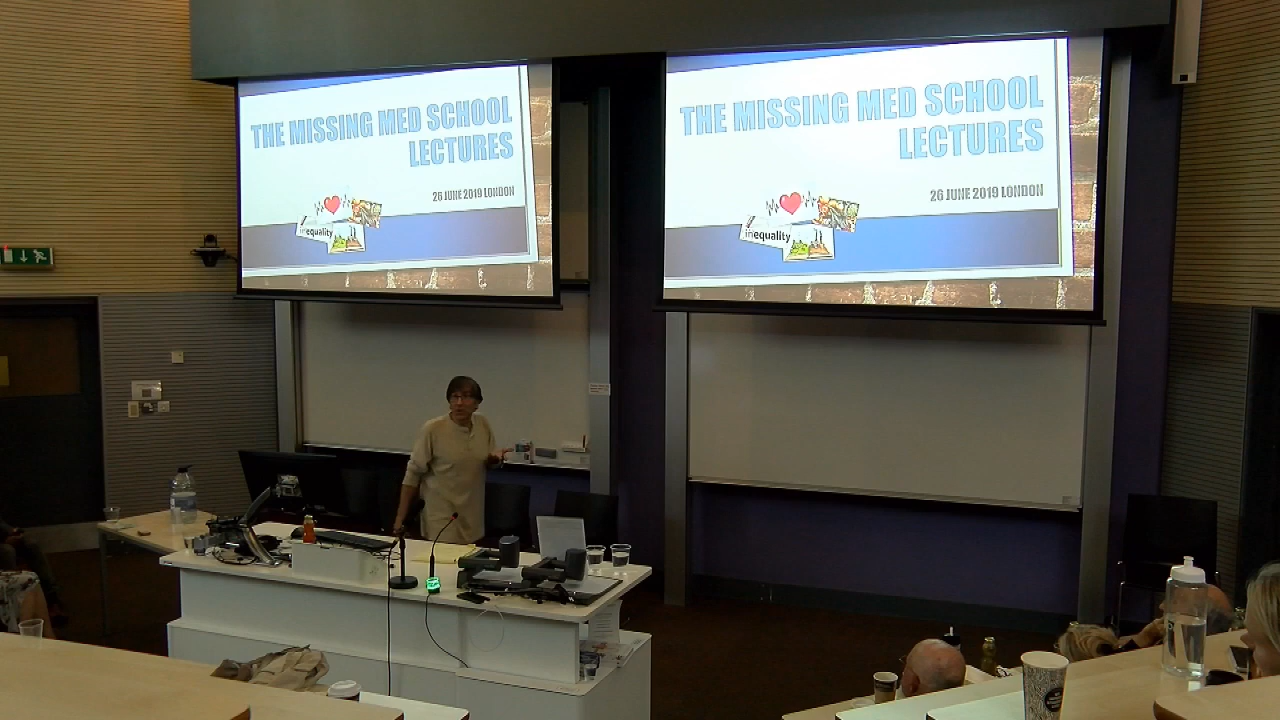 THE MISSING MED SCHOOL
LECTURES
26 JUNE 2019 LONDON
inequality
THE MISSING MED SCHOOL
LECTURES
26 JUNE 2019 LONDON
inequality